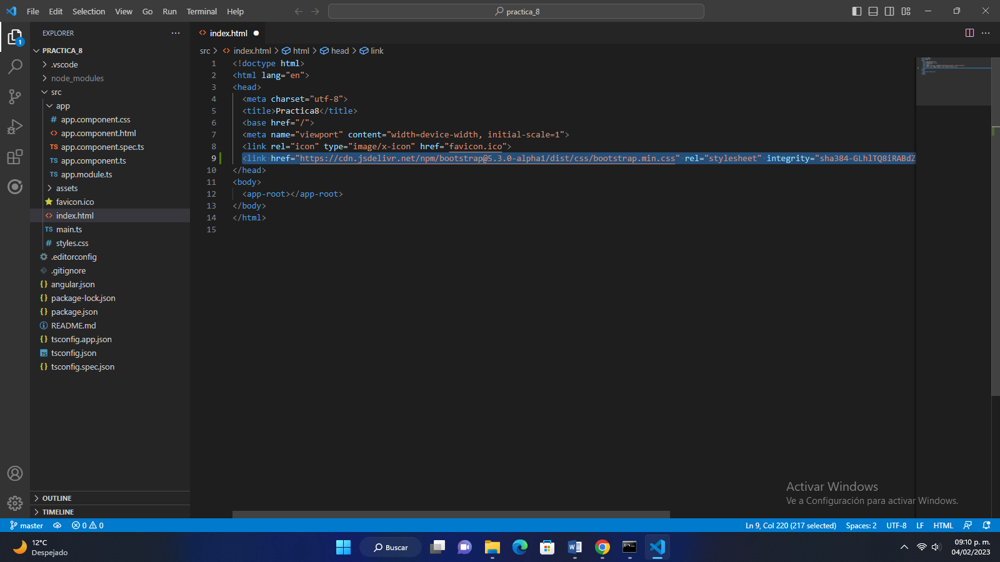 File Edit Selection View Go Run Terminal Help
practica_8
EXPLORER
index.html
PRACTICA_8
src > index.html > html > head > link
.vscode
node_modules
src
app
app.component.css
app.component.html
TS app.component.spec.ts
TS app.component.ts
TS app.module.ts
assets
favicon.ico
index.html
TS main.ts
# styles.css
.editorconfig
.gitignore
{} angular.json
{} package-lock.json
{} package.json
README.md
{} tsconfig.app.json
TS tsconfig.json
{} tsconfig.spec.json
OUTLINE
TIMELINE
1 <!doctype html>
2 <html lang="en">
3 <head>
4 <meta charset="utf-8">
5 <title>Practica8</title>
6 <base href="/">
7 <meta name="viewport" content="width=device-width, initial-scale=1">
8 <link rel="icon" type="image/x-icon" href="favicon.ico">
9 <link href="https://cdn.jsdelivr.net/npm/bootstrap@5.3.0-alpha1/dist/css/bootstrap.min.css" rel="stylesheet" integrity="sha384-GLhlTQ8iRABdZ
10 </head>
11 <body>
12 <app-root></app-root>
13 </body>
14 </html>
15
Activar Windows
Ve a Configuración para activar Windows.
master 0 0 Ln 9, Col 220 (217 selected) Spaces: 2 UTF-8 LF HTML
12°C
Despejado
Buscar
09:10 p. m.
04/02/2023